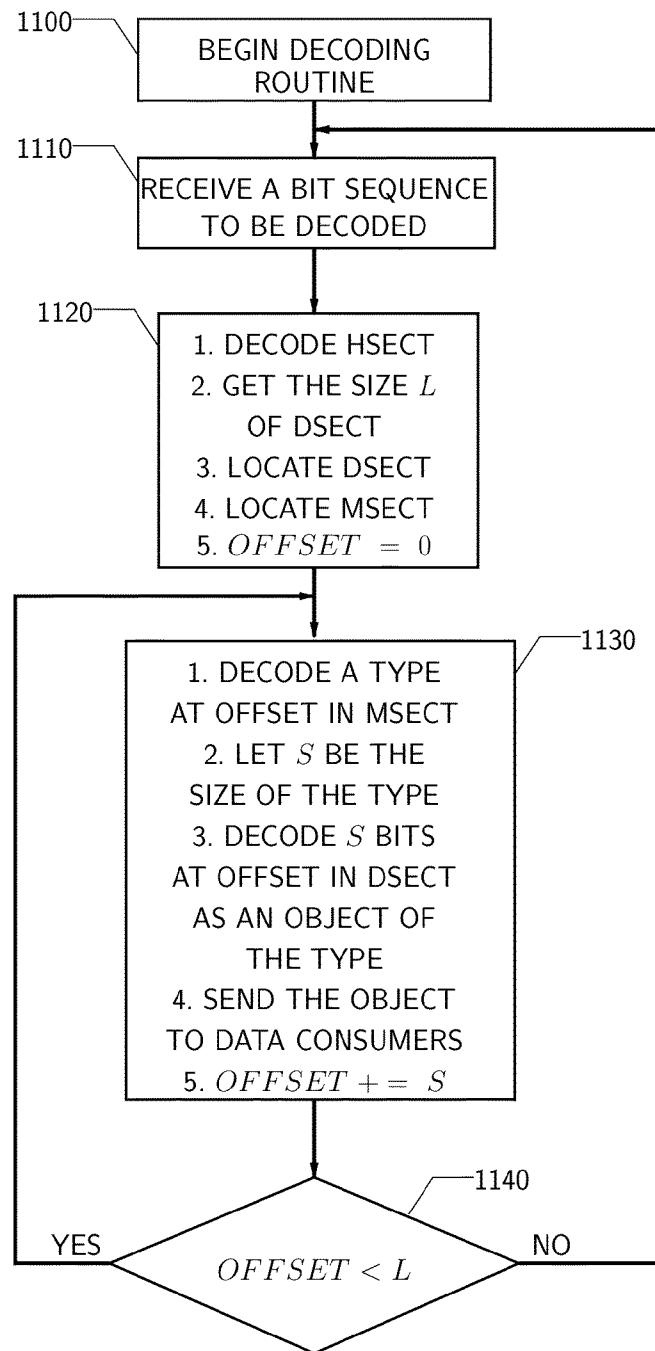 1100
BEGIN DECODING
ROUTINE
1110
RECEIVE A BIT SEQUENCE
TO BE DECODED
1120
1. DECODE HSECT
2. GET THE SIZE L
OF DSECT
3. LOCATE DSECT
4. LOCATE MSECT
5. OFFSET = 0
1130
1. DECODE A TYPE
AT OFFSET IN MSECT
2. LET S BE THE
SIZE OF THE TYPE
3. DECODE S BITS
AT OFFSET IN DSECT
AS AN OBJECT OF
THE TYPE
4. SEND THE OBJECT
TO DATA CONSUMERS
5. OFFSET += S
1140
YES
OFFSET < L
NO